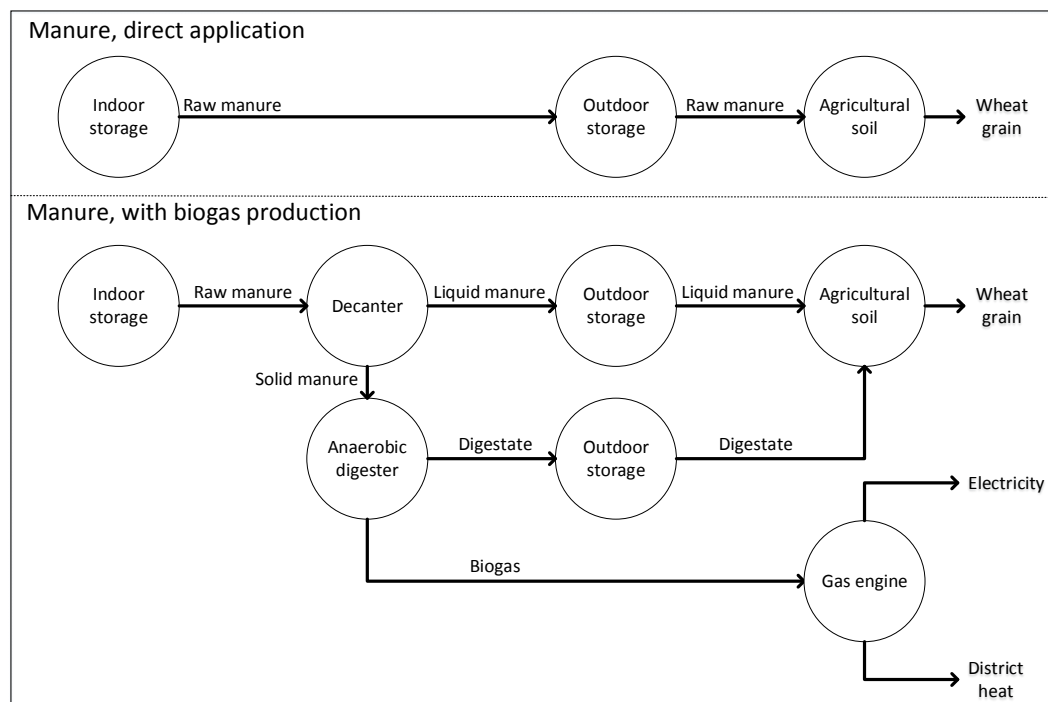 Manure, direct application
Indoor
storage
Raw manure
Outdoor
storage
Raw manure
Agricultural
soil
Wheat
grain
Manure, with biogas production
Indoor
storage
Raw manure
Decanter
Liquid manure
Outdoor
storage
Liquid manure
Agricultural
soil
Wheat
grain
Solid manure
Anaerobic
digester
Digestate
Outdoor
storage
Digestate
Electricity
Biogas
Gas engine
District
heat